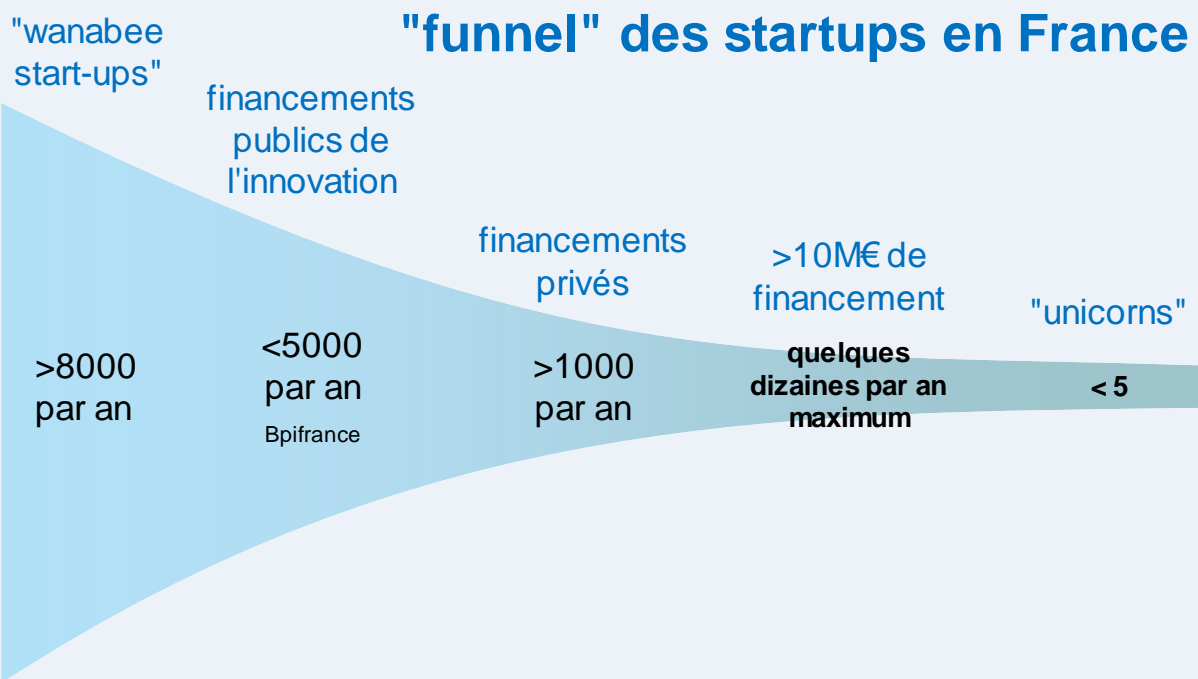 "funnel" des startups en France
"wanabee
start-ups"
>8000
par an
financements
publics de
l'innovation
<5000
par an
Bpifrance
financements
privés
>1000
par an
>10M€ de
financement
quelques
dizaines par an
maximum
"unicorns"
< 5